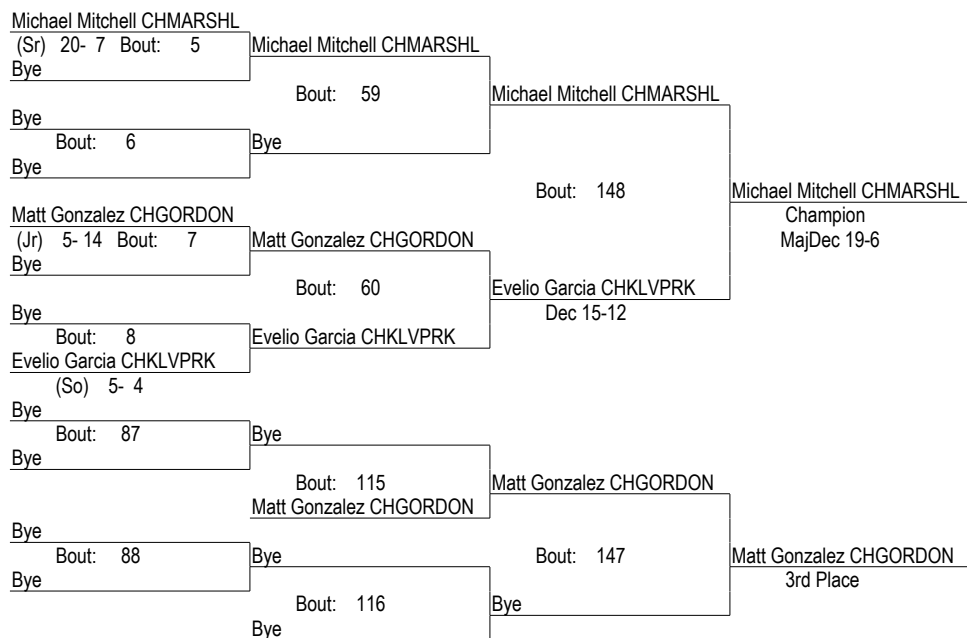 Michael Mitchell CHMARSHL
(Sr) 20- 7 Bout: 5
Michael Mitchell CHMARSHL
Bye
Bout: 59
Michael Mitchell CHMARSHL
Bye
Bout: 6
Bye
Bye
Bout: 148
Michael Mitchell CHMARSHL
Champion
MajDec 19-6
Matt Gonzalez CHGORDON
(Jr) 5- 14 Bout: 7
Matt Gonzalez CHGORDON
Bye
Bout: 60
Evelio Garcia CHKLVPRK
Dec 15-12
Bye
Bout: 8
Evelio Garcia CHKLVPRK
Evelio Garcia CHKLVPRK
(So) 5- 4
Bye
Bout: 87
Bye
Bye
Bout: 115
Matt Gonzalez CHGORDON
Matt Gonzalez CHGORDON
Bye
Bout: 88
Bye
Bout: 147
Matt Gonzalez CHGORDON
Bye
3rd Place
Bout: 116
Bye
Bye